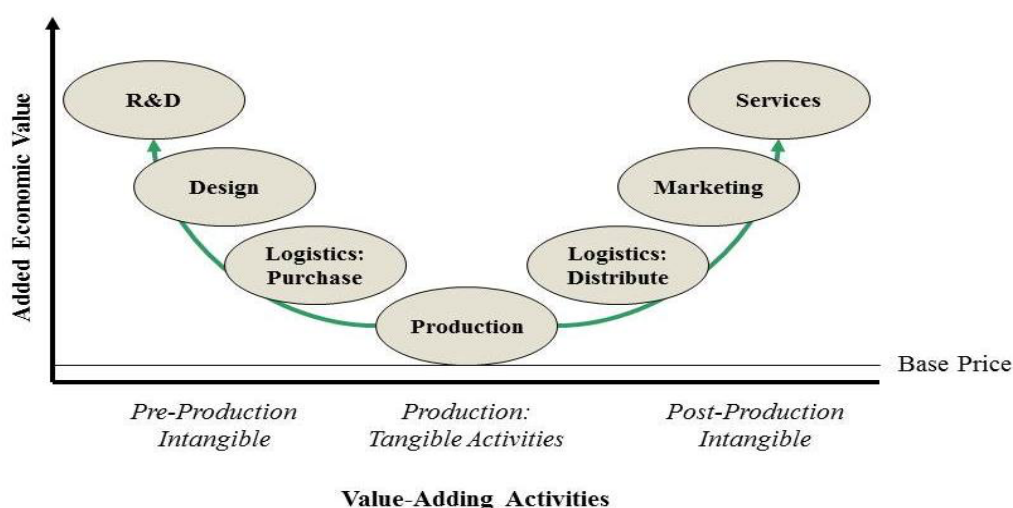 Added Economic Value
R&D
Services
Design
Marketing
Logistics:
Purchase
Logistics:
Distribute
Production
Base Price
Pre-Production
Intangible
Production:
Tangible Activities
Post-Production
Intangible
Value-Adding Activities